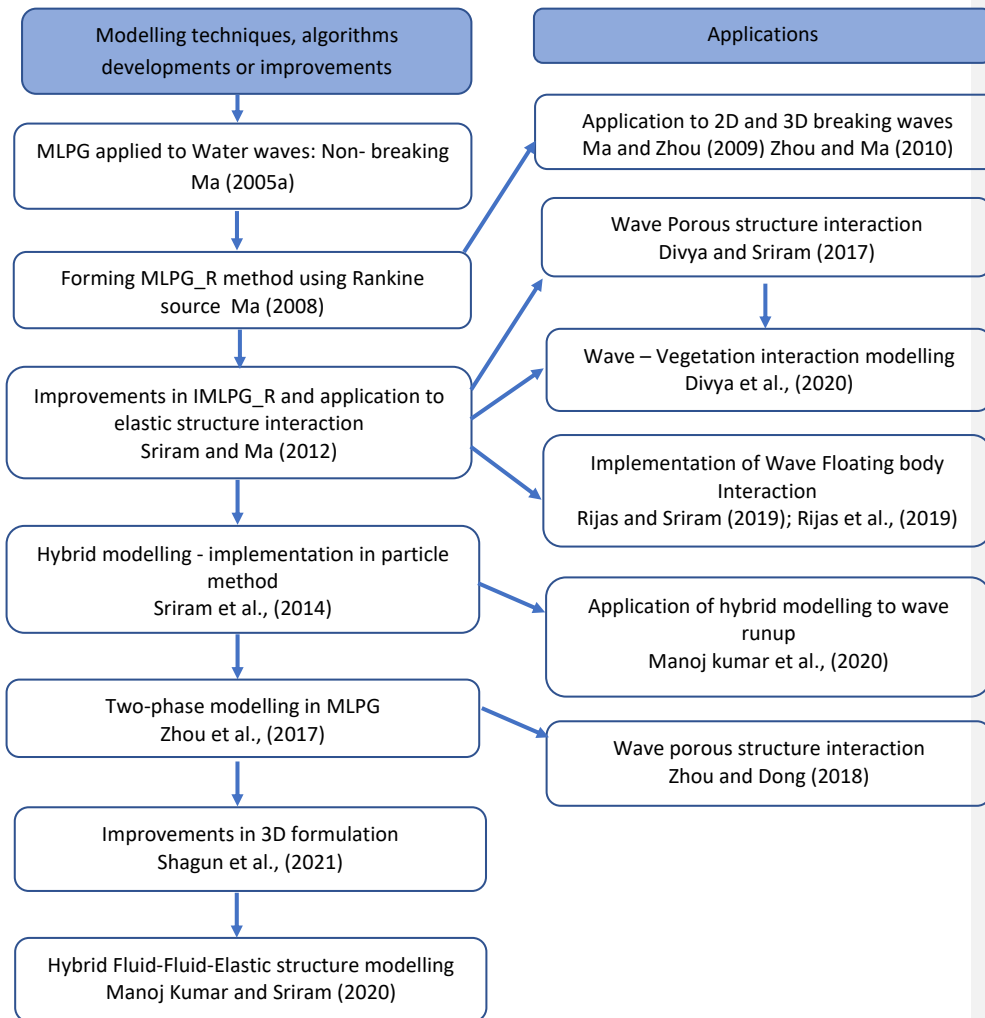 Modelling techniques, algorithms
developments or improvements
MLPG applied to Water waves: Non- breaking
Ma (2005a)
Forming MLPG_R method using Rankine
source  Ma (2008)
Improvements in IMLPG_R and application to
elastic structure interaction
Sriram and Ma (2012)
Hybrid modelling - implementation in particle
method
Sriram et al., (2014)
Two-phase modelling in MLPG
Zhou et al., (2017)
Improvements in 3D formulation
Shagun et al., (2021)
Hybrid Fluid-Fluid-Elastic structure modelling
Manoj Kumar and Sriram (2020)
Applications
Application to 2D and 3D breaking waves
Ma and Zhou (2009) Zhou and Ma (2010)
Wave Porous structure interaction
Divya and Sriram (2017)
Wave – Vegetation interaction modelling
Divya et al., (2020)
Implementation of Wave Floating body
Interaction
Rijas and Sriram (2019); Rijas et al., (2019)
Application of hybrid modelling to wave
runup
Manoj kumar et al., (2020)
Wave porous structure interaction
Zhou and Dong (2018)